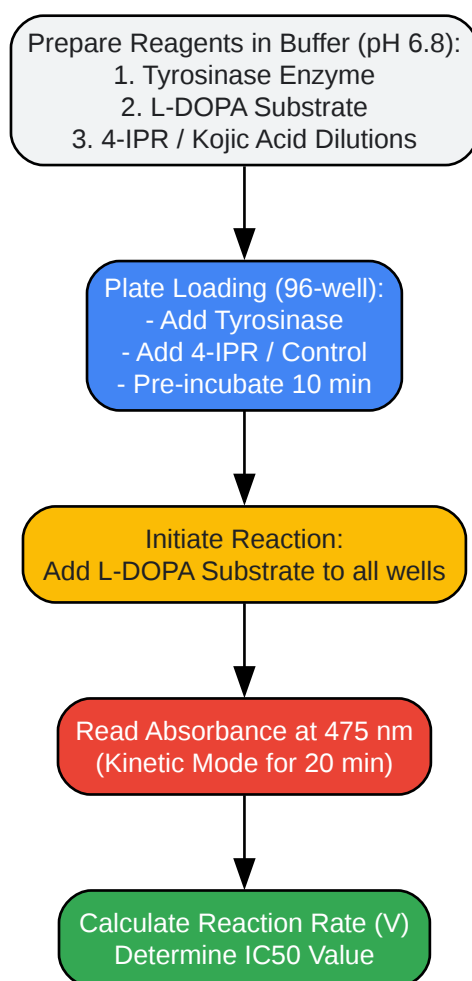 Prepare Reagents in Buffer (pH 6.8):
1. Tyrosinase Enzyme
2. L-DOPA Substrate
3. 4-IPR / Kojic Acid Dilutions
Plate Loading (96-well):
- Add Tyrosinase
- Add 4-IPR / Control
- Pre-incubate 10 min
Initiate Reaction:
Add L-DOPA Substrate to all wells
Read Absorbance at 475 nm
(Kinetic Mode for 20 min)
Calculate Reaction Rate (V)
Determine IC50 Value